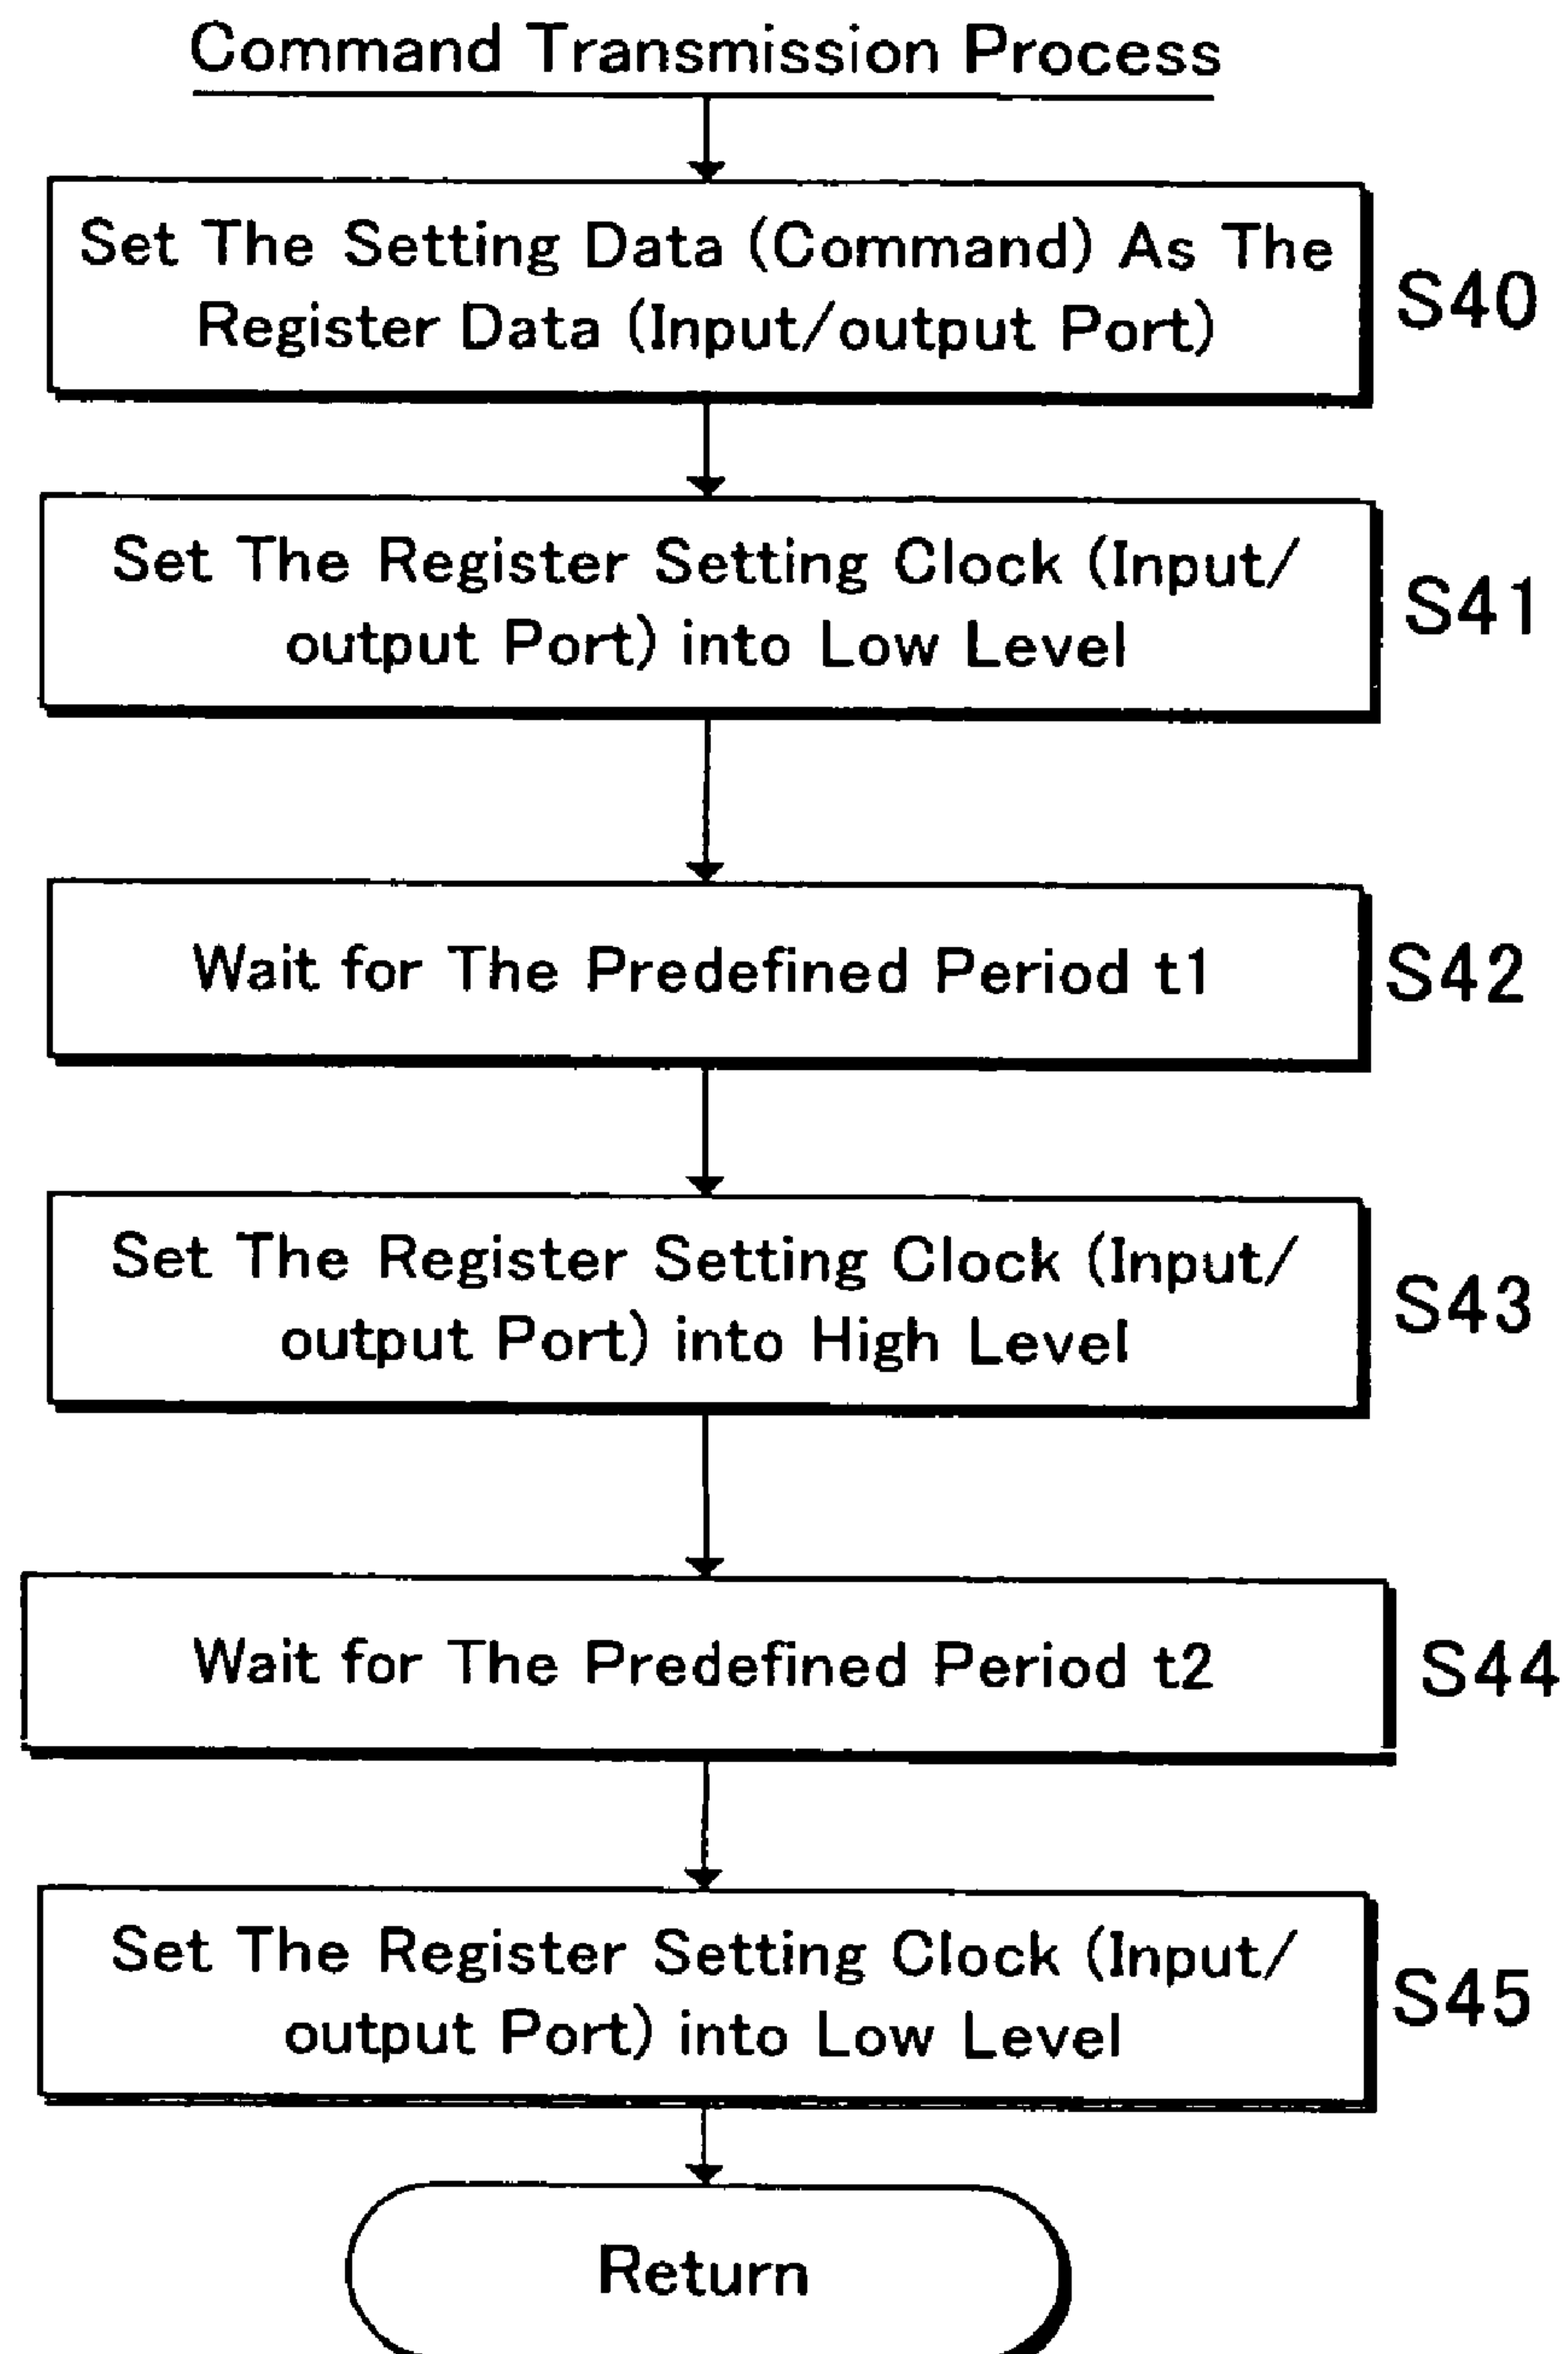 Command Transmission Process
Set The Setting Data (Command) As The
Register Data (Input/output Port)
S40
Set The Register Setting Clock (Input/
output Port) into Low Level
S41
Wait for The Predefined Period t1
S42
Set The Register Setting Clock (Input/
output Port) into High Level
S43
Wait for The Predefined Period t2
S44
Set The Register Setting Clock (Input/
output Port) into Low Level
S45
Return